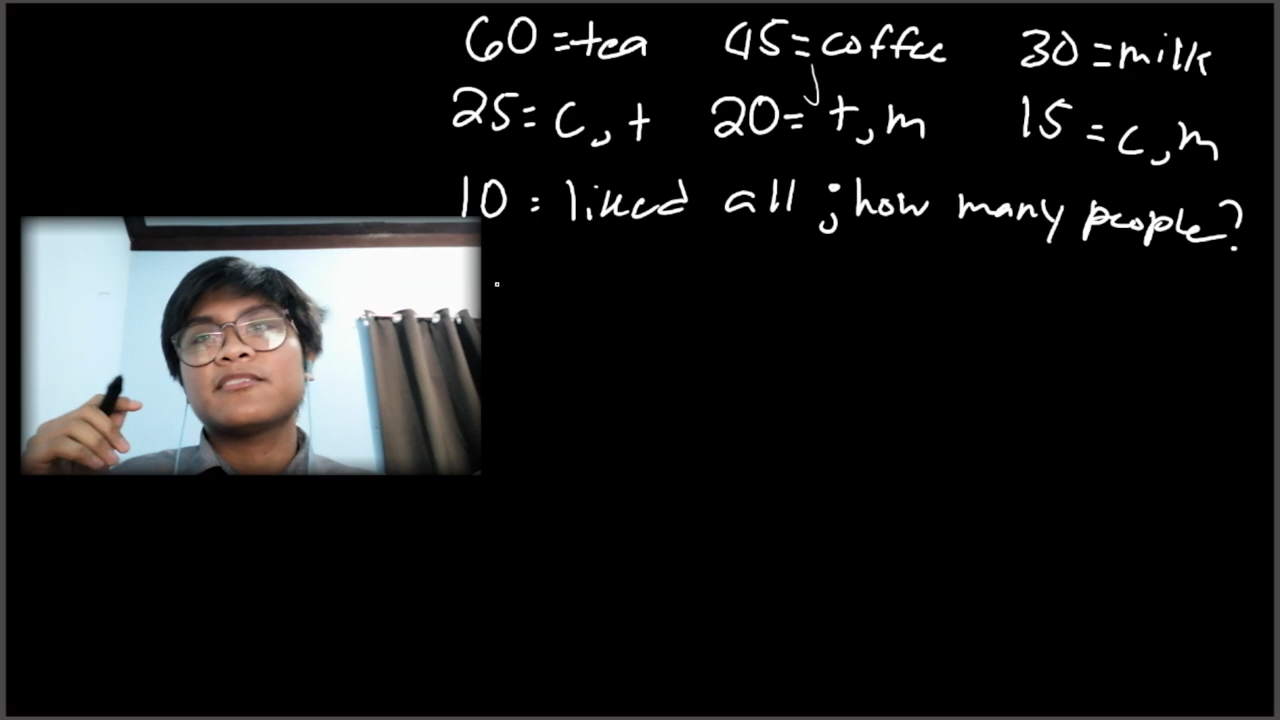 60 = tea 45 = coffee 30 = milk
25 = c, t 20 = t, m 15 = c, m
10 = liked all ; how many people?